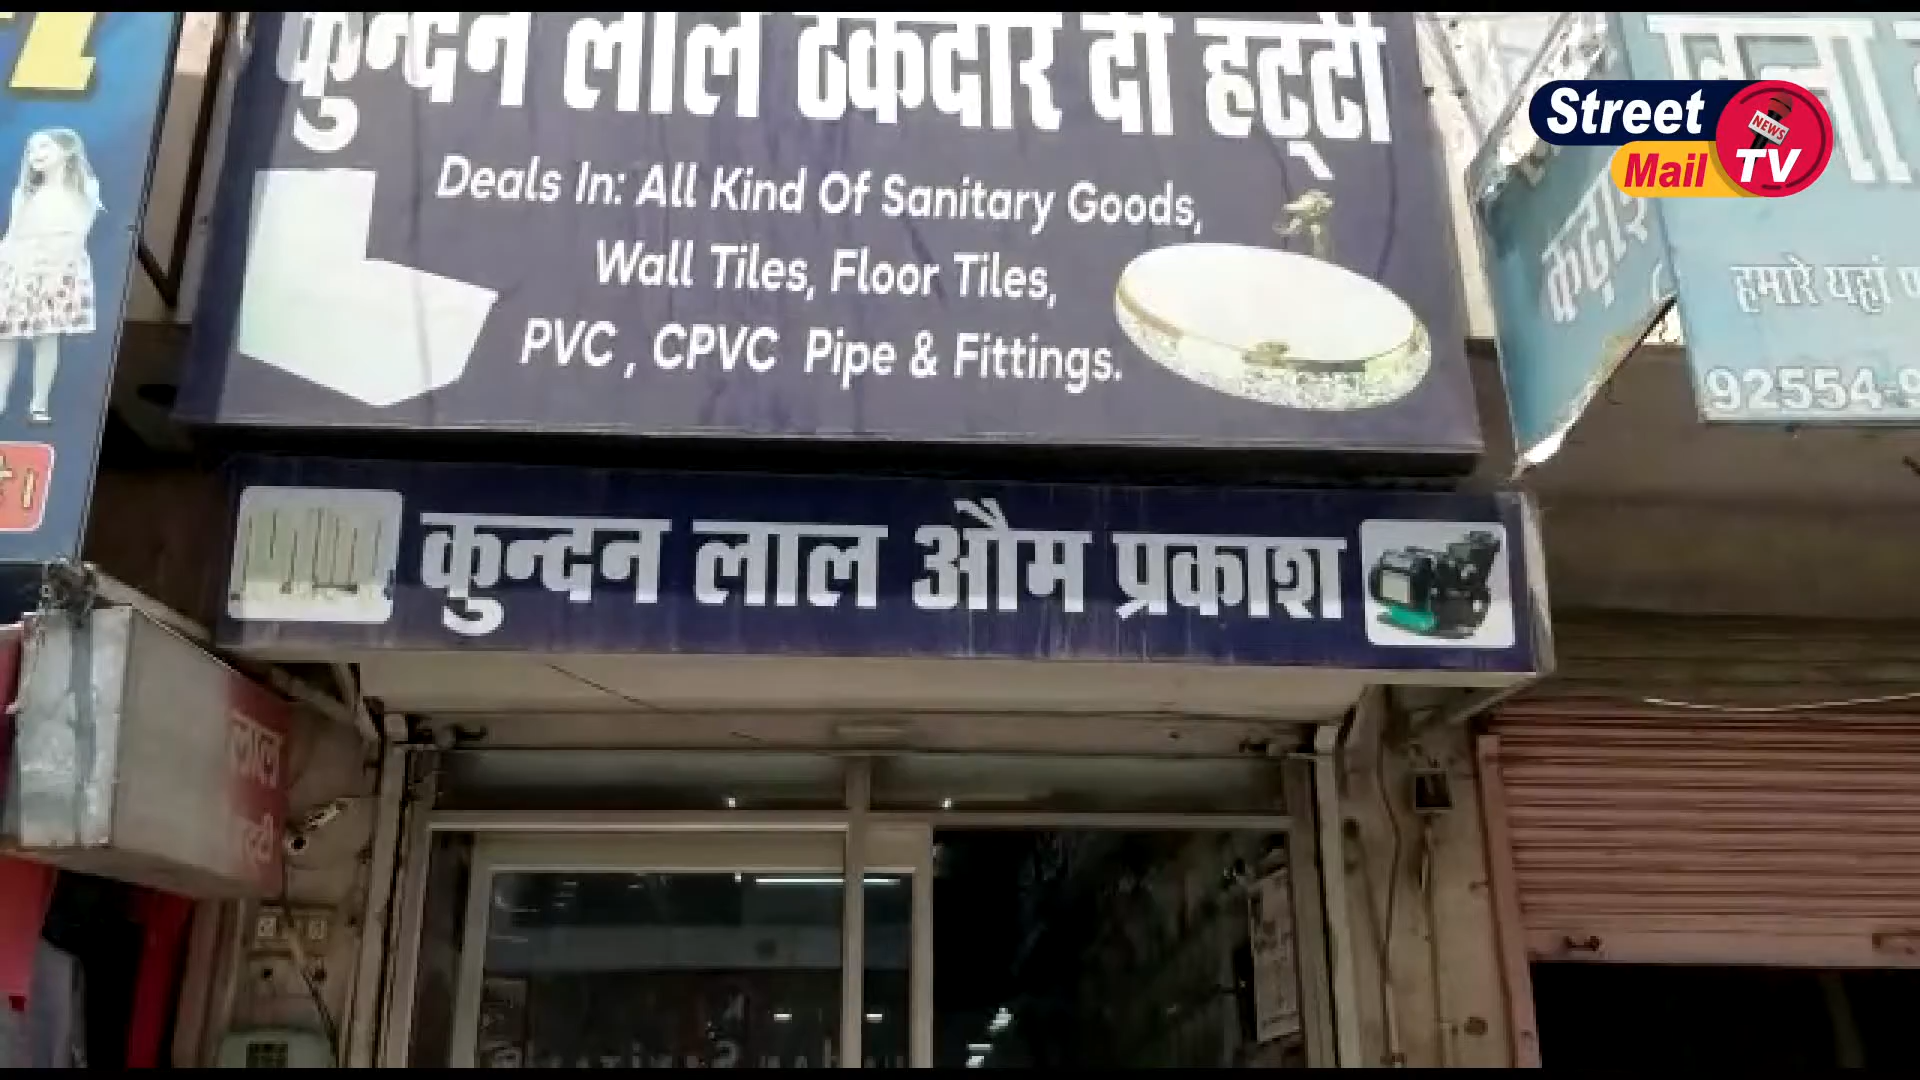 कुन्दन लाल ठेकेदार दी हट्टी
Deals In: All Kind Of Sanitary Goods,
Wall Tiles, Floor Tiles,
PVC , CPVC Pipe & Fittings.
कुन्दन लाल औम प्रकाश
Street
Mail
NEWS
TV
हमारे यहां
92554-9
लाल